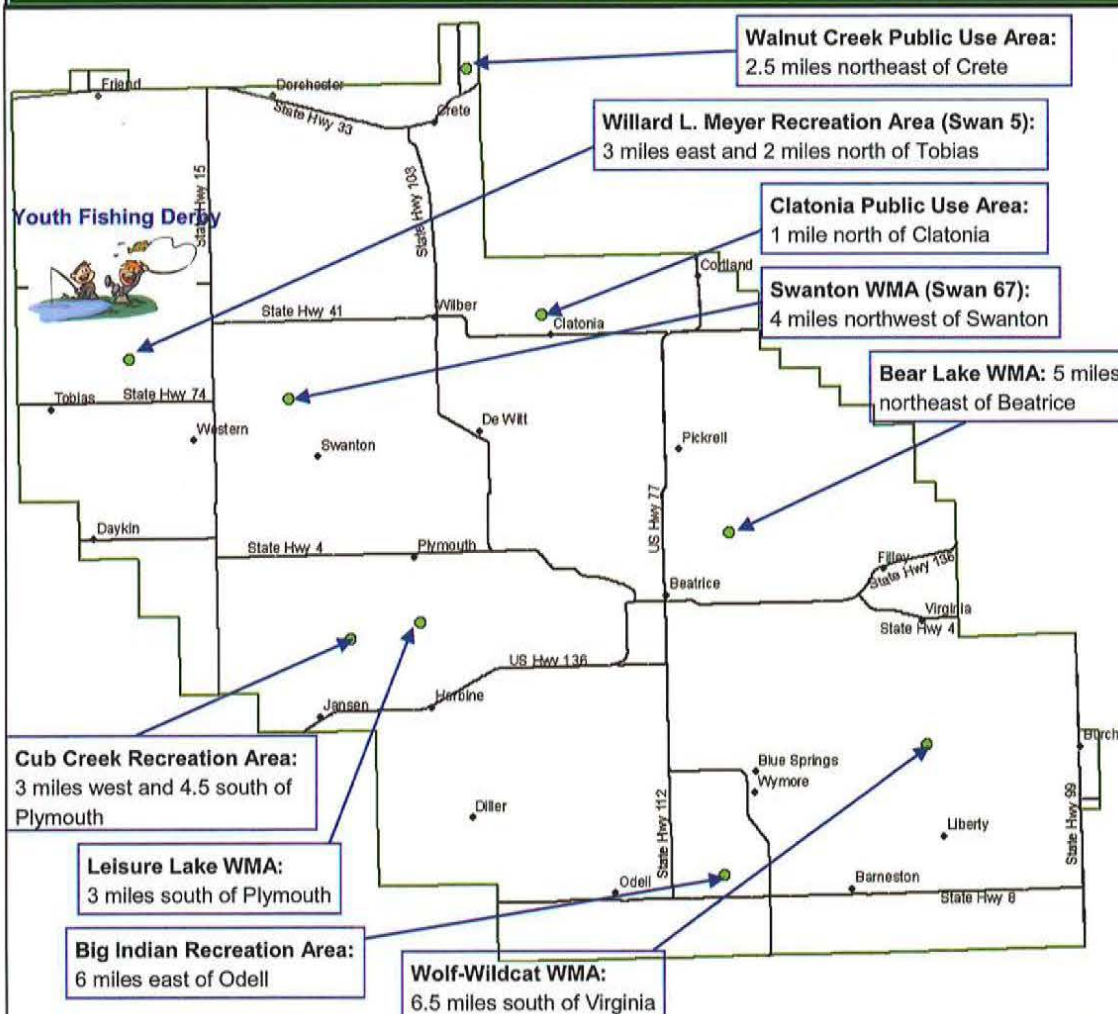 Walnut Creek Public Use Area:
2.5 miles northeast of Crete
Friend
Dorchester
State Hwy 33
Crete
Willard L. Meyer Recreation Area (Swan 5):
3 miles east and 2 miles north of Tobias
State Hwy 15
State Hwy 103
Youth Fishing Derby
Clatonia Public Use Area:
1 mile north of Clatonia
Cortland
Swanton WMA (Swan 67):
4 miles northwest of Swanton
State Hwy 41
Wilber
Clatonia
Bear Lake WMA: 5 miles
northeast of Beatrice
Tobias
State Hwy 74
Western
Swanton
De Witt
Pickrell
US Hwy 77
Daykin
State Hwy 4
Plymouth
Beatrice
Filley
State Hwy 136
Virginia
State Hwy 4
US Hwy 136
Jansen
Harbine
Cub Creek Recreation Area:
3 miles west and 4.5 south of
Plymouth
Blue Springs
Wymore
Burch
Diller
State Hwy 112
Liberty
State Hwy 99
Leisure Lake WMA:
3 miles south of Plymouth
Odell
Barneston
State Hwy 8
Big Indian Recreation Area:
6 miles east of Odell
Wolf-Wildcat WMA:
6.5 miles south of Virginia